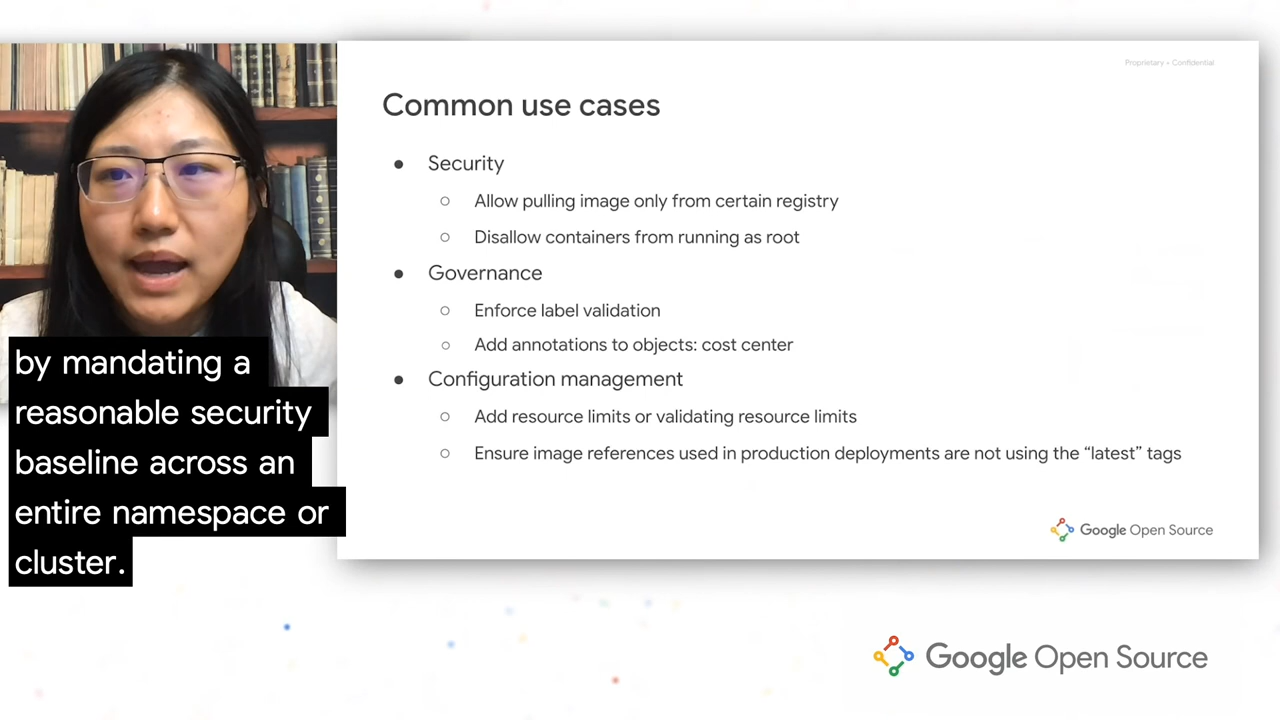 Proprietary + Confidential
Common use cases
● Security
○ Allow pulling image only from certain registry
○ Disallow containers from running as root
● Governance
○ Enforce label validation
○ Add annotations to objects: cost center
● Configuration management
○ Add resource limits or validating resource limits
○ Ensure image references used in production deployments are not using the “latest” tags
Google Open Source
by mandating a
reasonable security
baseline across an
entire namespace or
cluster.
Google Open Source